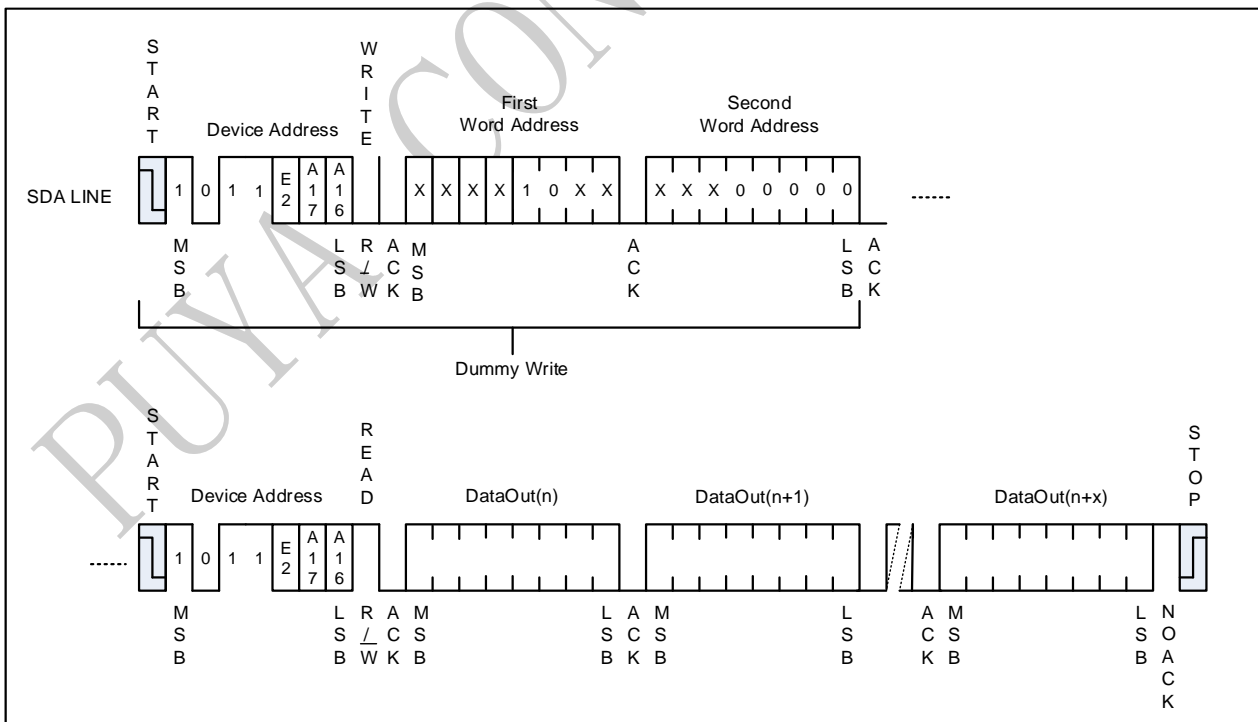 PUYA CON
START
WRITE
Device Address
First
Word Address
Second
Word Address
SDA LINE
1 0 1 1 E2 A17 A16
X X X X 1 0 X X
X X X 0 0 0 0 0
MSB
LSB
R/W
ACK
MSB
ACK
LSB
ACK
Dummy Write
START
READ
STOP
Device Address
DataOut(n)
DataOut(n+1)
DataOut(n+x)
1 0 1 1 E2 A17 A16
MSB
LSB
R/W
ACK
MSB
LSB
ACK
MSB
LSB
ACK
MSB
LSB
NOACK